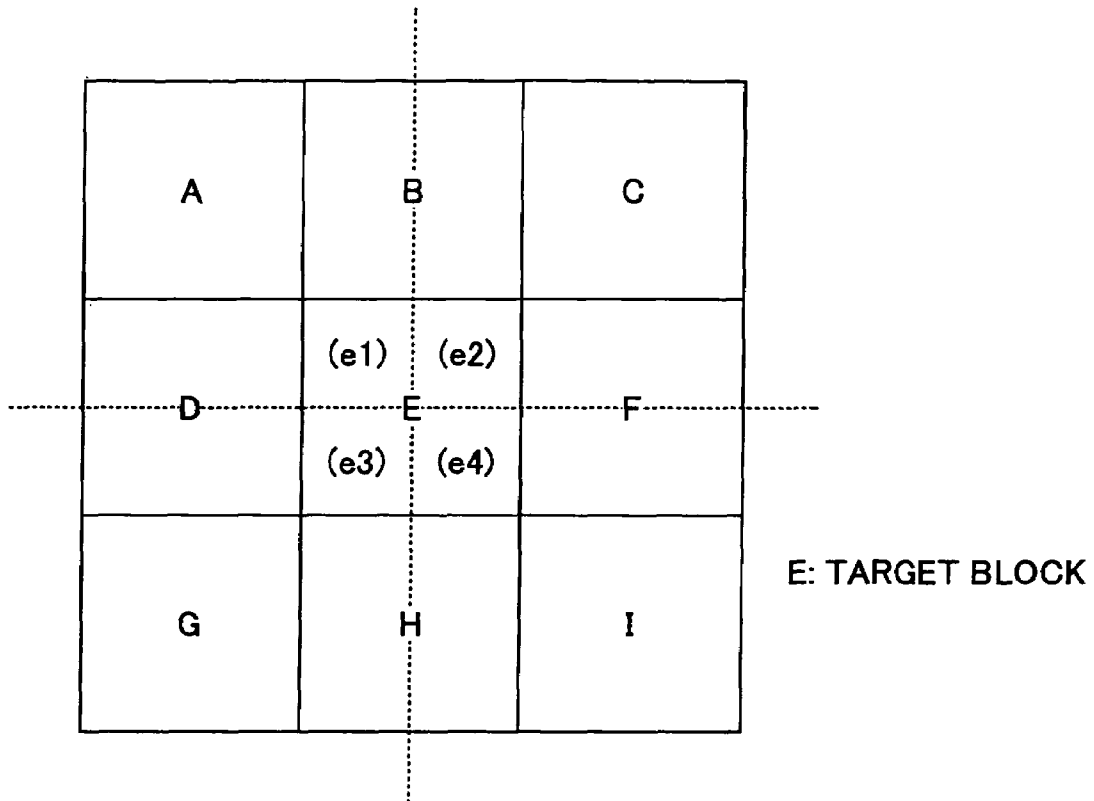 A B C
(e1) (e2)
D E F
(e3) (e4)
E: TARGET BLOCK
G H I